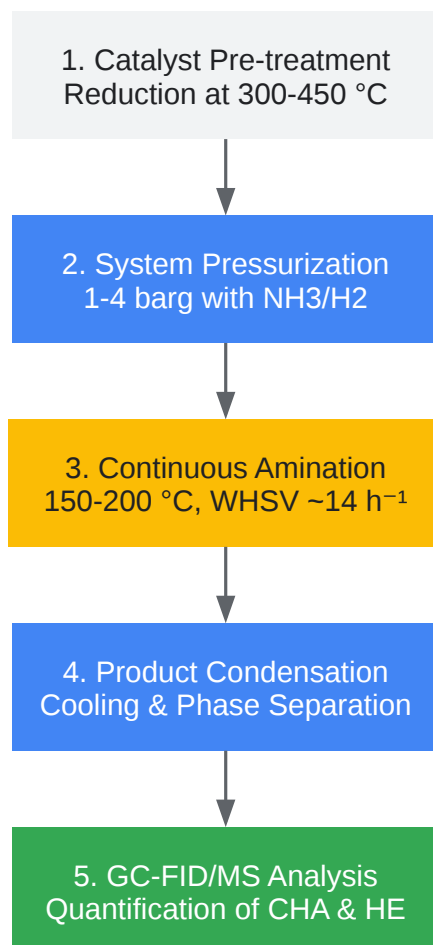 1. Catalyst Pre-treatment
Reduction at 300-450 °C
2. System Pressurization
1-4 barg with NH3/H2
3. Continuous Amination
150-200 °C, WHSV ~14 h⁻¹
4. Product Condensation
Cooling & Phase Separation
5. GC-FID/MS Analysis
Quantification of CHA & HE